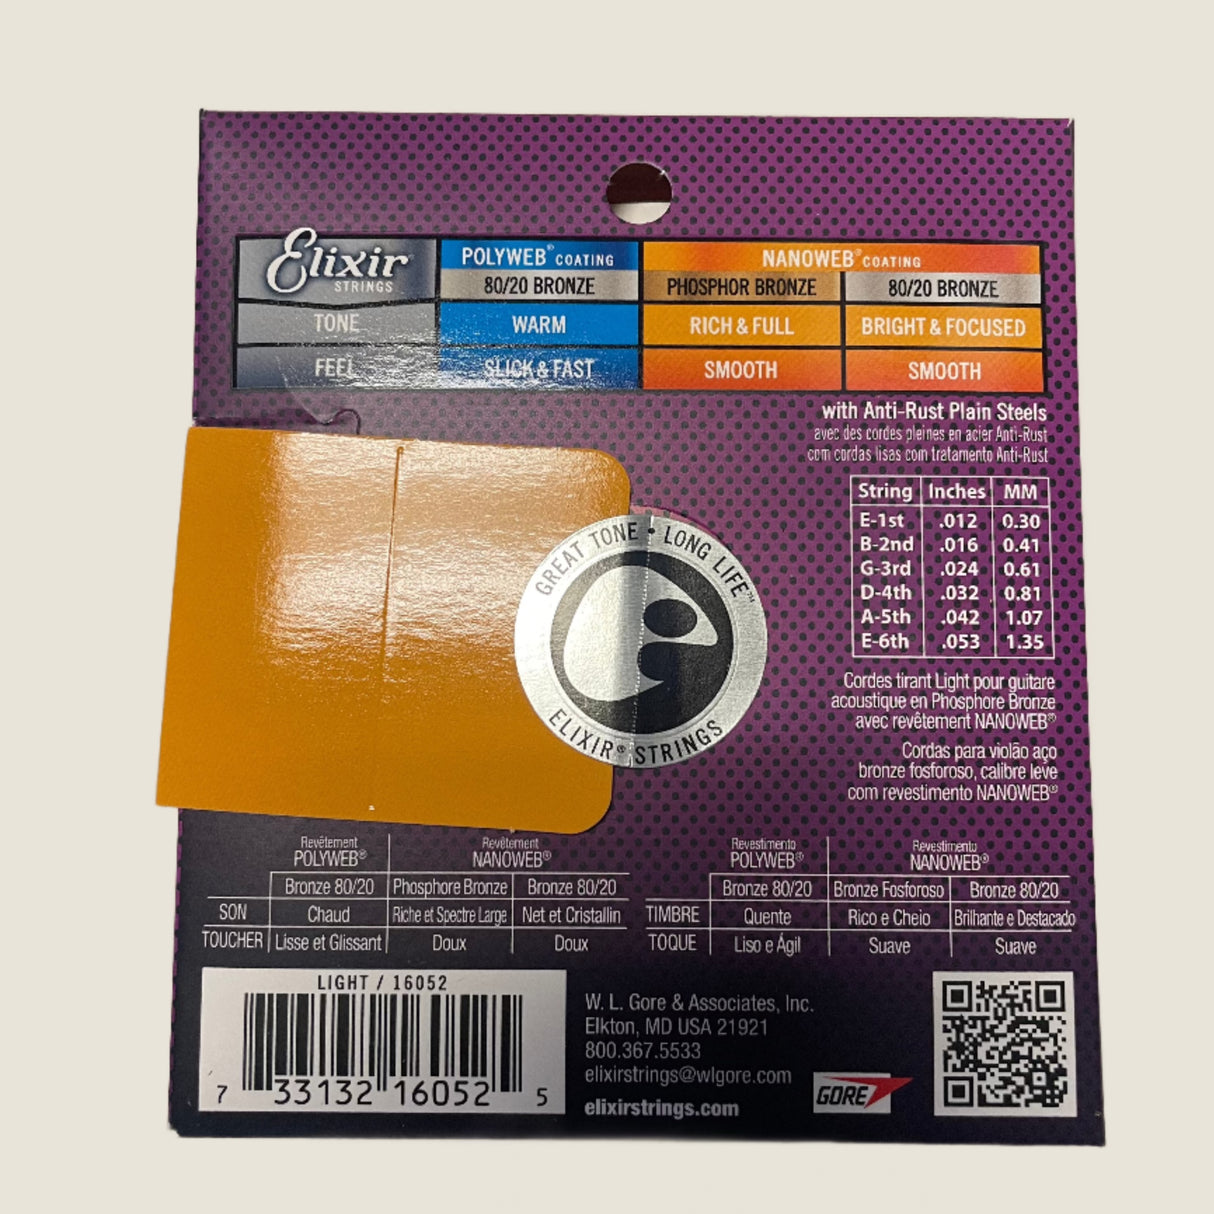 Elixir
STRINGS
POLYWEB® COATING
NANOWEB® COATING
80/20 BRONZE
PHOSPHOR BRONZE
80/20 BRONZE
TONE
WARM
RICH & FULL
BRIGHT & FOCUSED
FEEL
SLICK & FAST
SMOOTH
SMOOTH
with Anti-Rust Plain Steels
avec des cordes pleines en acier Anti-Rust
com cordas lisas com tratamento Anti-Rust
String Inches MM
E-1st .012 0.30
B-2nd .016 0.41
G-3rd .024 0.61
D-4th .032 0.81
A-5th .042 1.07
E-6th .053 1.35
GREAT TONE • LONG LIFE™
ELIXIR® STRINGS
Cordes tirant Light pour guitare
acoustique en Phosphore Bronze
avec revêtement NANOWEB®
Cordas para violão aço
bronze fosforoso, calibre leve
com revestimento NANOWEB®
Revêtement
POLYWEB®
Revêtement
NANOWEB®
Bronze 80/20 Phosphore Bronze Bronze 80/20
SON Chaud Riche et Spectre Large Net et Cristallin
TOUCHER Lisse et Glissant Doux Doux
Revestimento
POLYWEB®
Revestimento
NANOWEB®
Bronze 80/20 Bronze Fosforoso Bronze 80/20
TIMBRE Quente Rico e Cheio Brilhante e Destacado
TOQUE Liso e Ágil Suave Suave
LIGHT / 16052
7 33132 16052 5
W. L. Gore & Associates, Inc.
Elkton, MD USA 21921
800.367.5533
elixirstrings@wlgore.com
elixirstrings.com
GORE